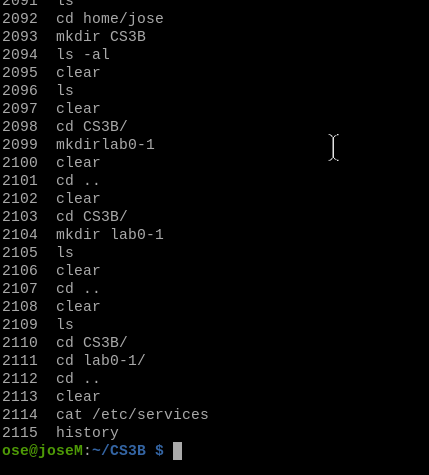 2091  ls
2092  cd home/jose
2093  mkdir CS3B
2094  ls -al
2095  clear
2096  ls
2097  clear
2098  cd CS3B/
2099  mkdirlab0-1
2100  clear
2101  cd ..
2102  clear
2103  cd CS3B/
2104  mkdir lab0-1
2105  ls
2106  clear
2107  cd ..
2108  clear
2109  ls
2110  cd CS3B/
2111  cd lab0-1/
2112  cd ..
2113  clear
2114  cat /etc/services
2115  history
ose@joseM:~/CS3B $